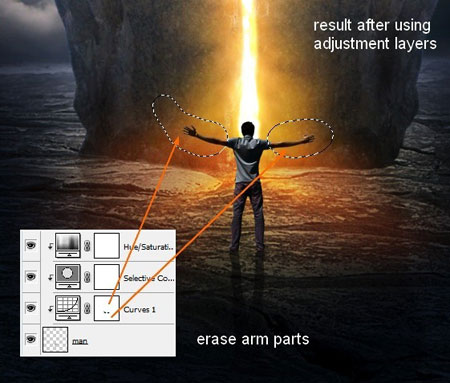 result after using
adjustment layers
Hue/Saturati...
Selective Co...
Curves 1
man
erase arm parts